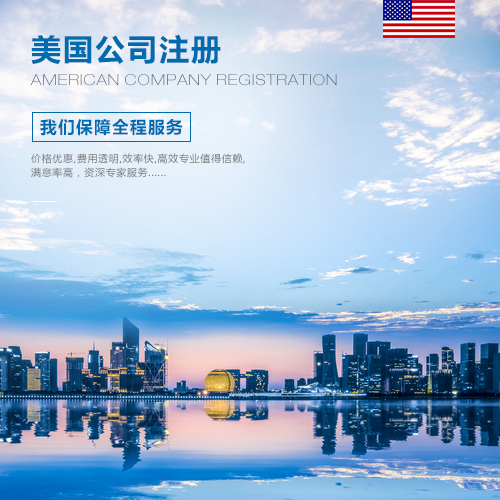 美国公司注册
AMERICAN COMPANY REGISTRATION
我们保障全程服务
价格优惠,费用透明,效率快,高效专业值得信赖,
满意率高，资深专家服务......